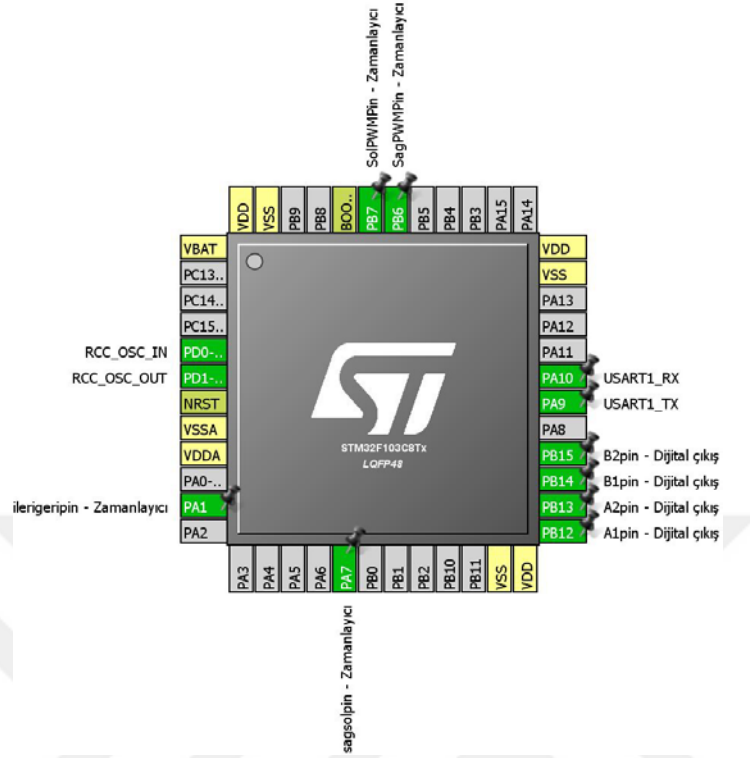 SolPWMPin - Zamanlayıcı
SagPWMPin - Zamanlayıcı
VDD
VSS
PB9
PB8
BOO..
PB7
PB6
PB5
PB4
PB3
PA15
PA14
VBAT
PC13..
PC14..
PC15..
RCC_OSC_IN
PD0-..
RCC_OSC_OUT
PD1-..
NRST
VSSA
VDDA
PA0-..
ilerigeripin - Zamanlayıcı
PA1
PA2
ST
STM32F103C8Tx
LQFP48
VDD
VSS
PA13
PA12
PA11
PA10
USART1_RX
PA9
USART1_TX
PA8
PB15
B2pin - Dijital çıkış
PB14
B1pin - Dijital çıkış
PB13
A2pin - Dijital çıkış
PB12
A1pin - Dijital çıkış
PA3
PA4
PA5
PA6
PA7
PB0
PB1
PB2
PB10
PB11
VSS
VDD
sagsolpin - Zamanlayıcı